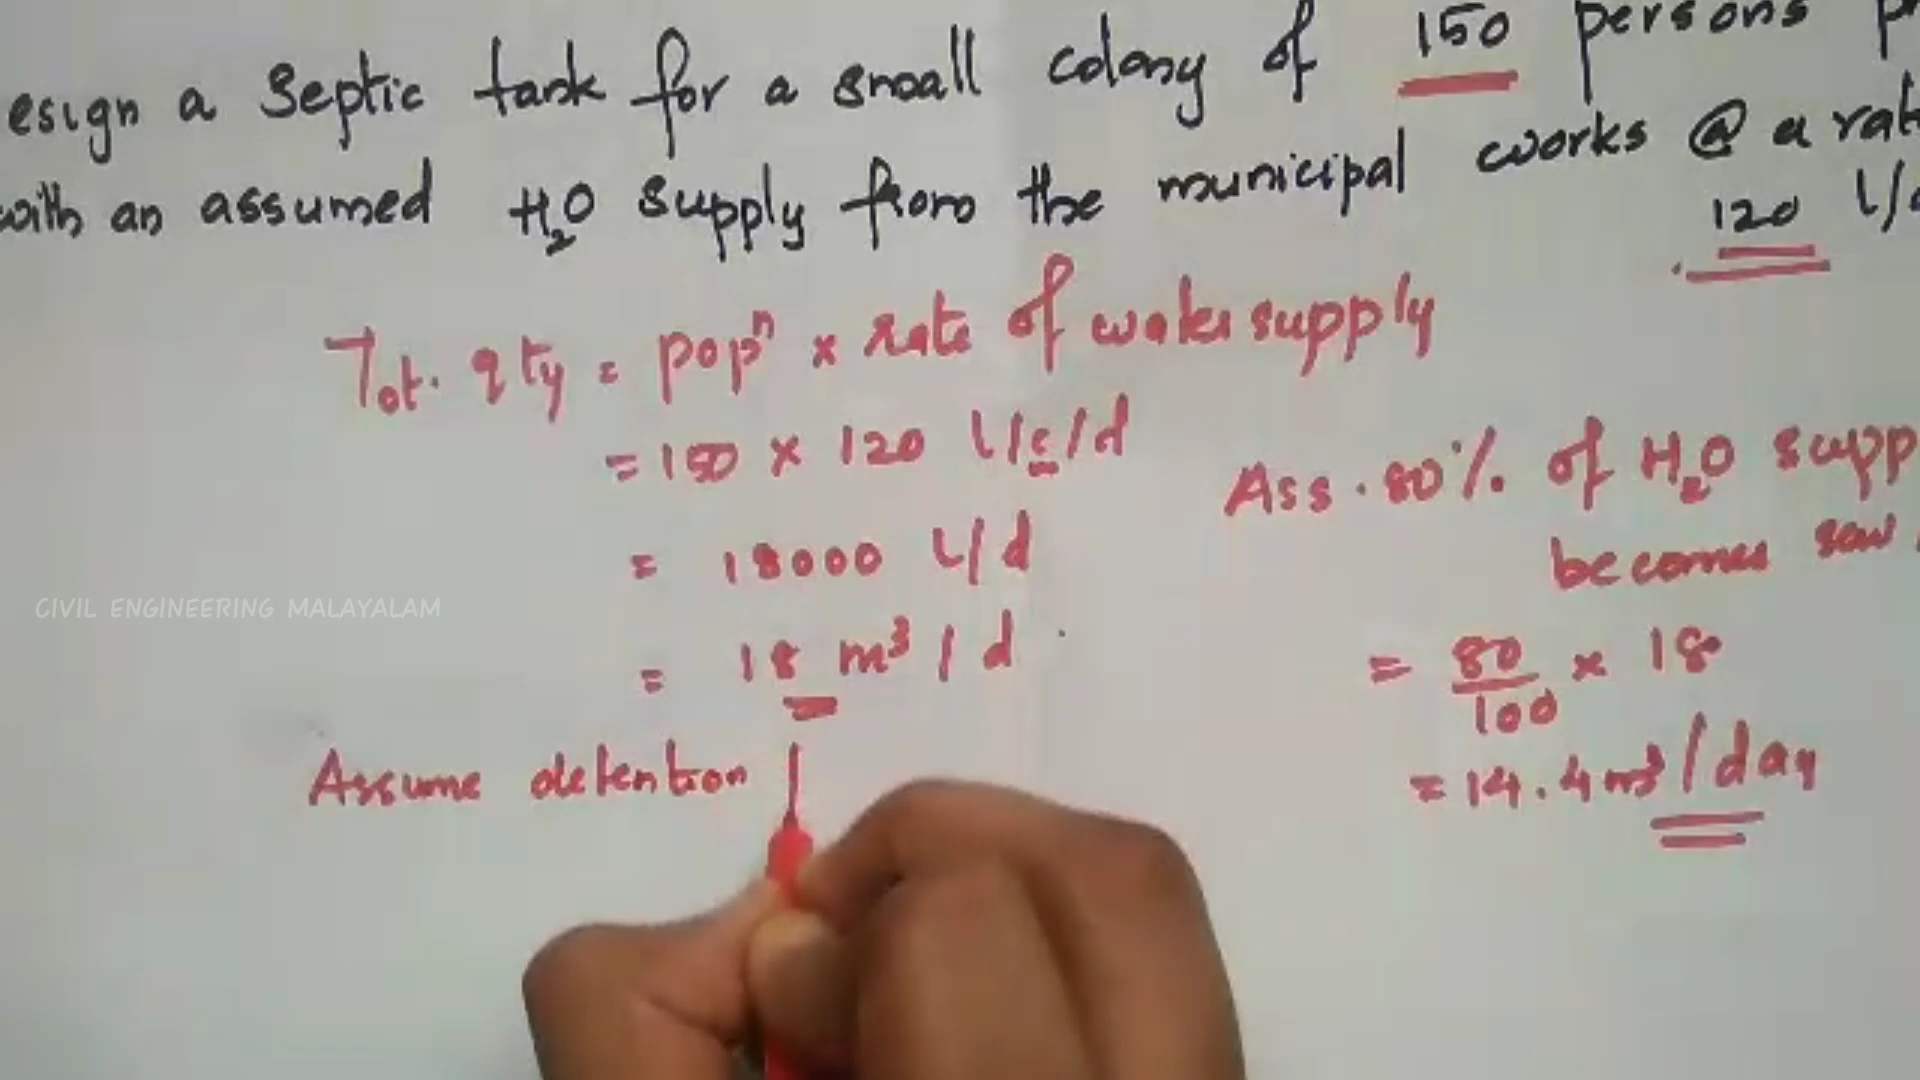 esign a Septic tank for a small colony of 150 persons
with an assumed H₂O supply from the municipal works @ a rat
120 l/
Tot. qty = popⁿ × rate of water supply
= 150 × 120 l/c/d
= 18000 l/d
= 18 m³ / d
Ass. 80% of H₂O supp
becomes sew
= 80/100 × 18
= 14.4 m³/day
Assume detention
CIVIL ENGINEERING MALAYALAM